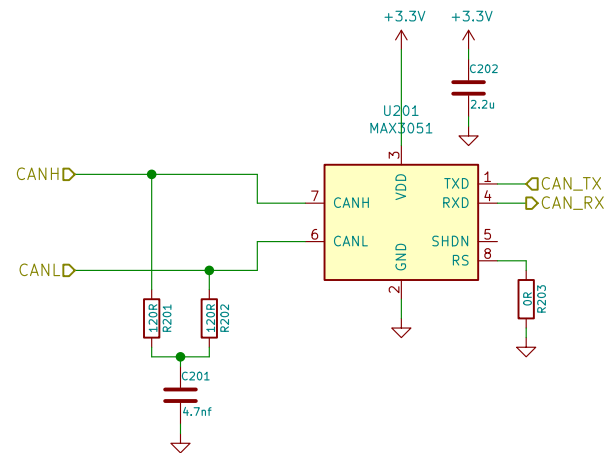 +3.3V
+3.3V
C202
2.2u
U201
MAX3051
CANH
3
VDD
1
TXD
CAN_TX
7
CANH
4
RXD
CAN_RX
6
CANL
5
SHDN
8
RS
GND
2
CANL
120R
R201
120R
R202
0R
R203
C201
4.7nf